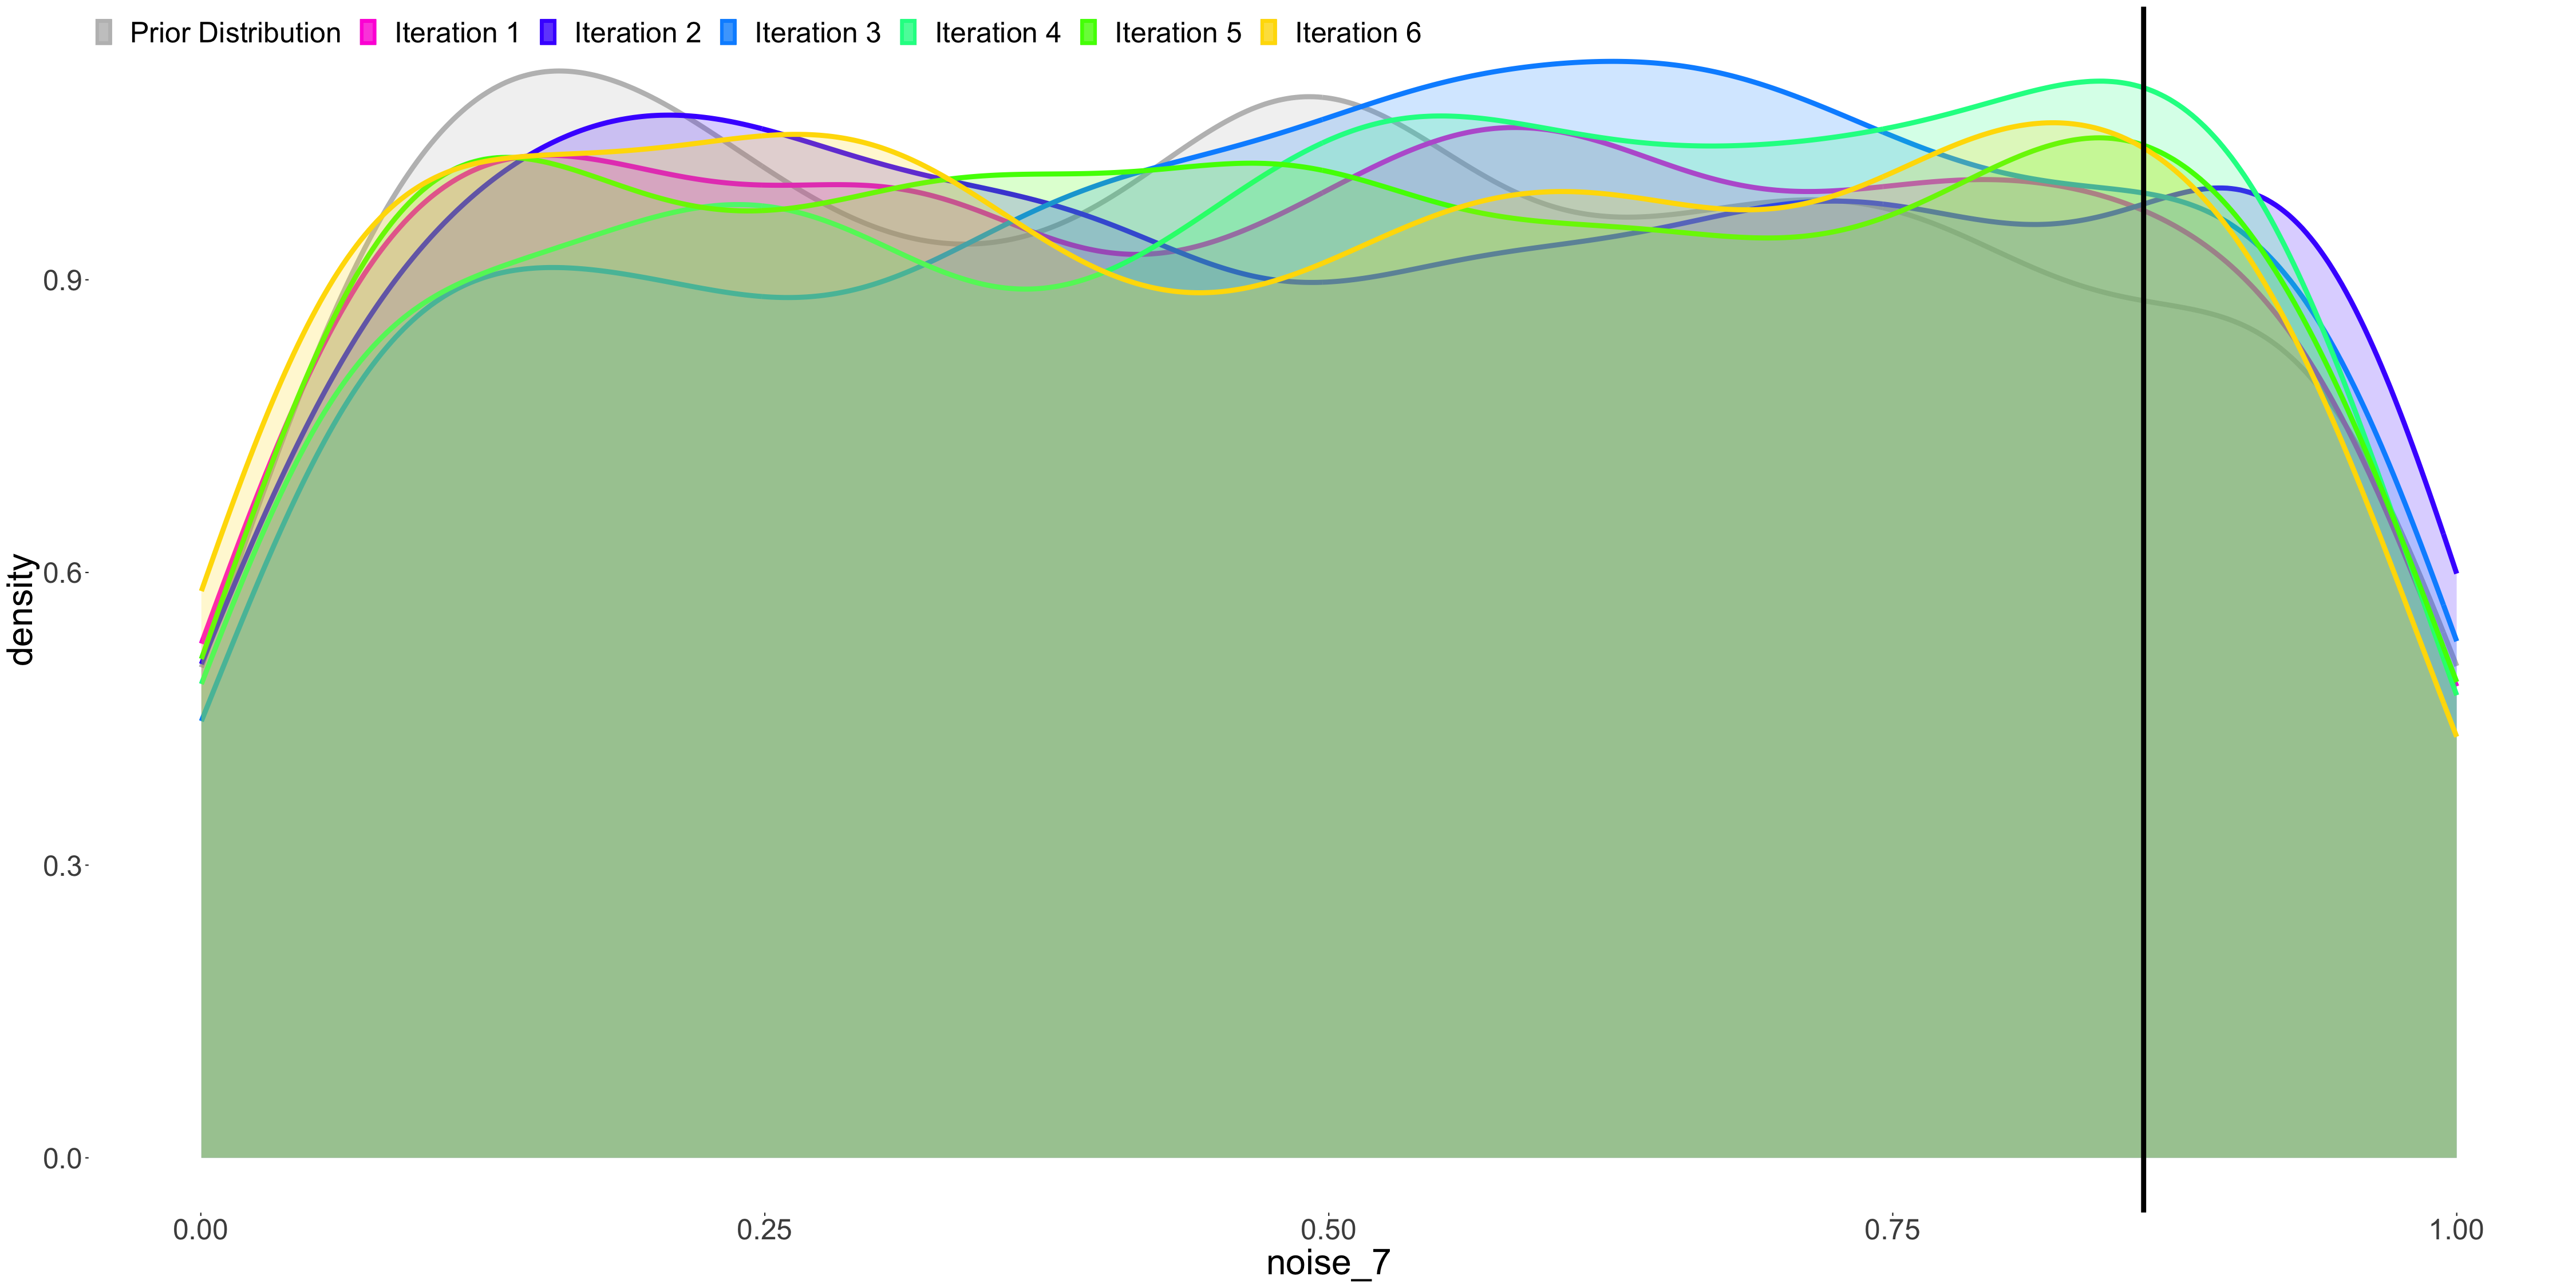 Prior Distribution Iteration 1 Iteration 2 Iteration 3 Iteration 4 Iteration 5 Iteration 6
density
0.9
0.6
0.3
0.0
0.00 0.25 0.50 0.75 1.00
noise_7